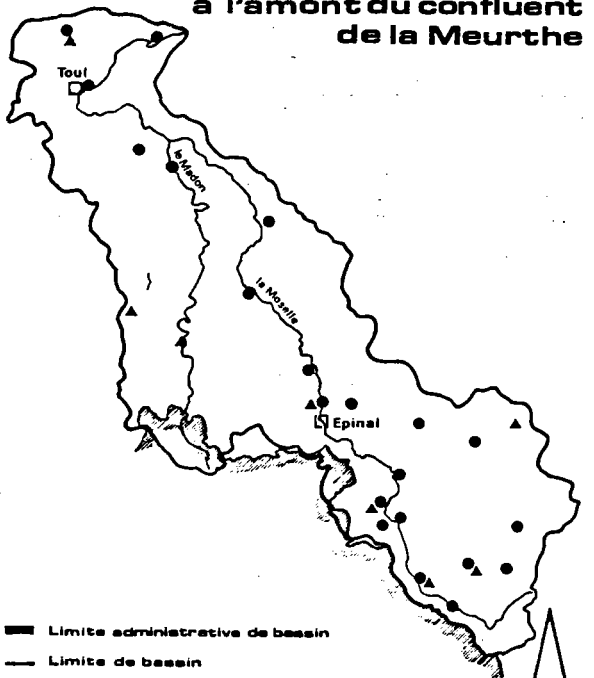 à l'amont du confluent
de la Meurthe
Toul
le Madon
la Moselle
Epinal
Limite administrative de bassin
Limite de bassin